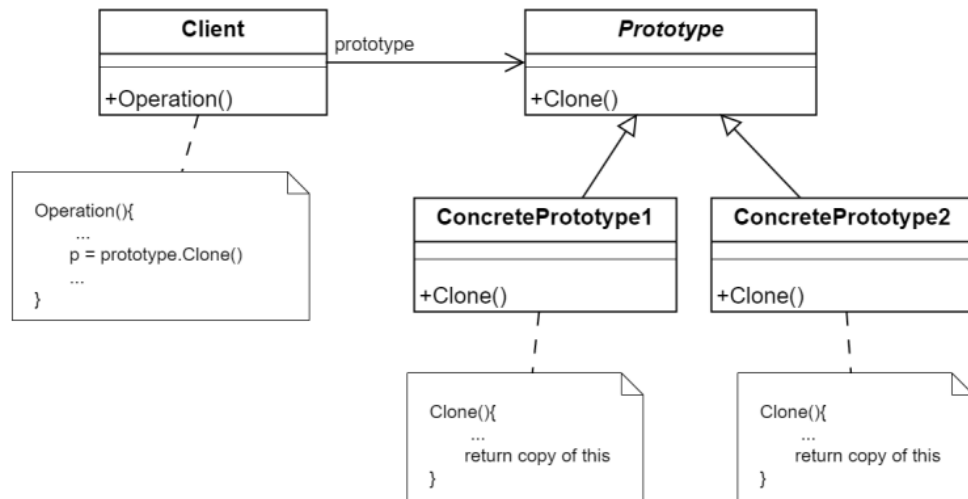 Client
prototype
Prototype
+Operation()
+Clone()
Operation(){
...
p = prototype.Clone()
...
}
ConcretePrototype1
ConcretePrototype2
+Clone()
+Clone()
Clone(){
...
return copy of this
}
Clone(){
...
return copy of this
}